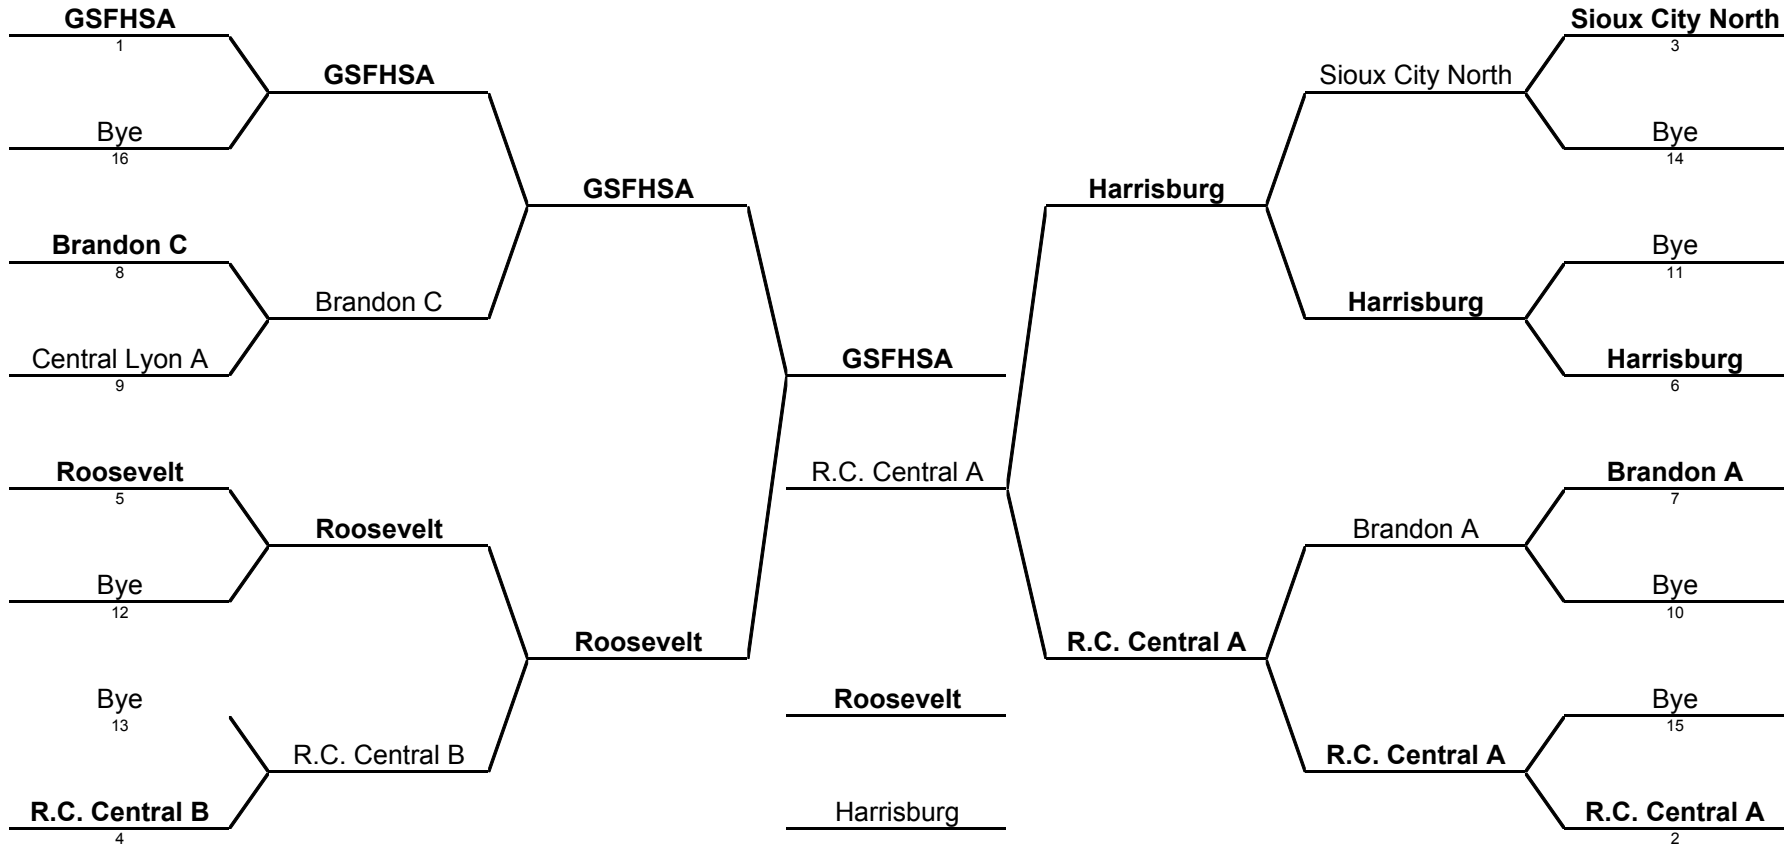 GSFHSA
1
Bye
16
Brandon C
8
Central Lyon A
9
Roosevelt
5
Bye
12
Bye
13
R.C. Central B
4
GSFHSA
Brandon C
Roosevelt
R.C. Central B
GSFHSA
Roosevelt
GSFHSA
R.C. Central A
Roosevelt
Harrisburg
Harrisburg
R.C. Central A
Sioux City North
Harrisburg
Brandon A
R.C. Central A
Sioux City North
3
Bye
14
Bye
11
Harrisburg
6
Brandon A
7
Bye
10
Bye
15
R.C. Central A
2